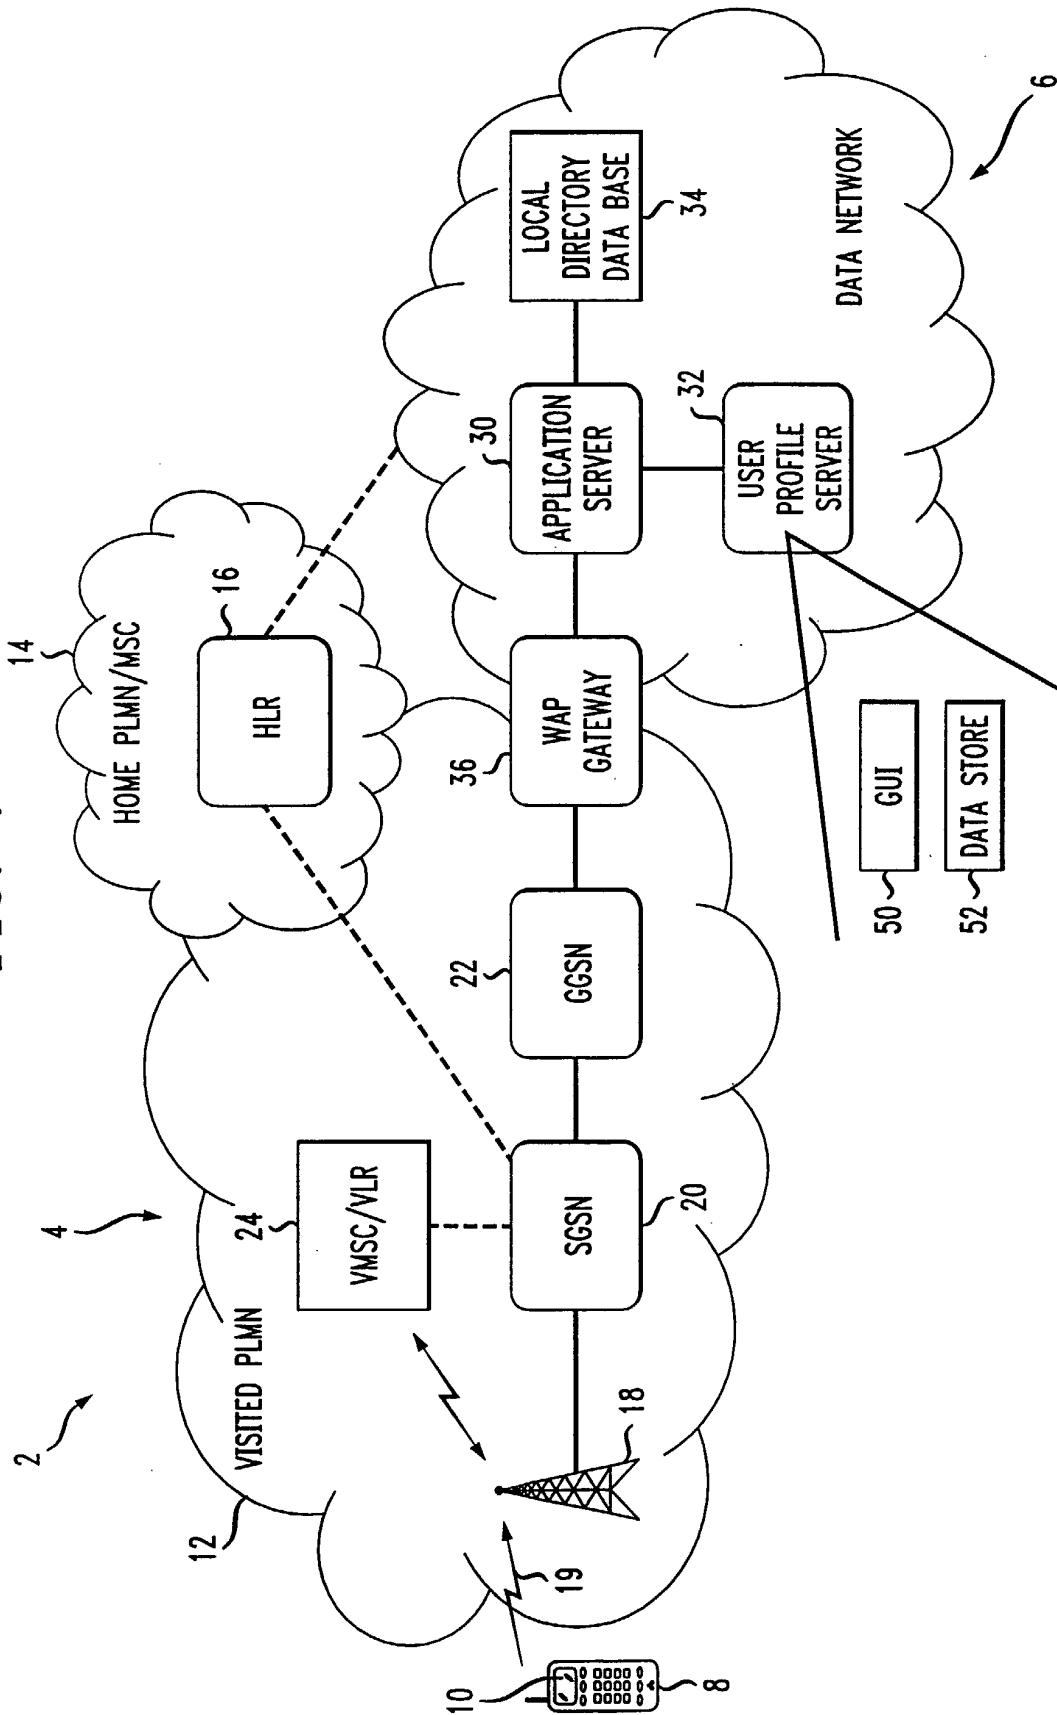 2
4
12
VISITED PLMN
14
HOME PLMN/MSC
16
HLR
24
VMSC/VLR
10
8
19
18
SGSN
20
22
GGSN
36
WAP
GATEWAY
30
APPLICATION
SERVER
LOCAL
DIRECTORY
DATA BASE
34
32
USER
PROFILE
SERVER
DATA NETWORK
6
50
GUI
52
DATA STORE